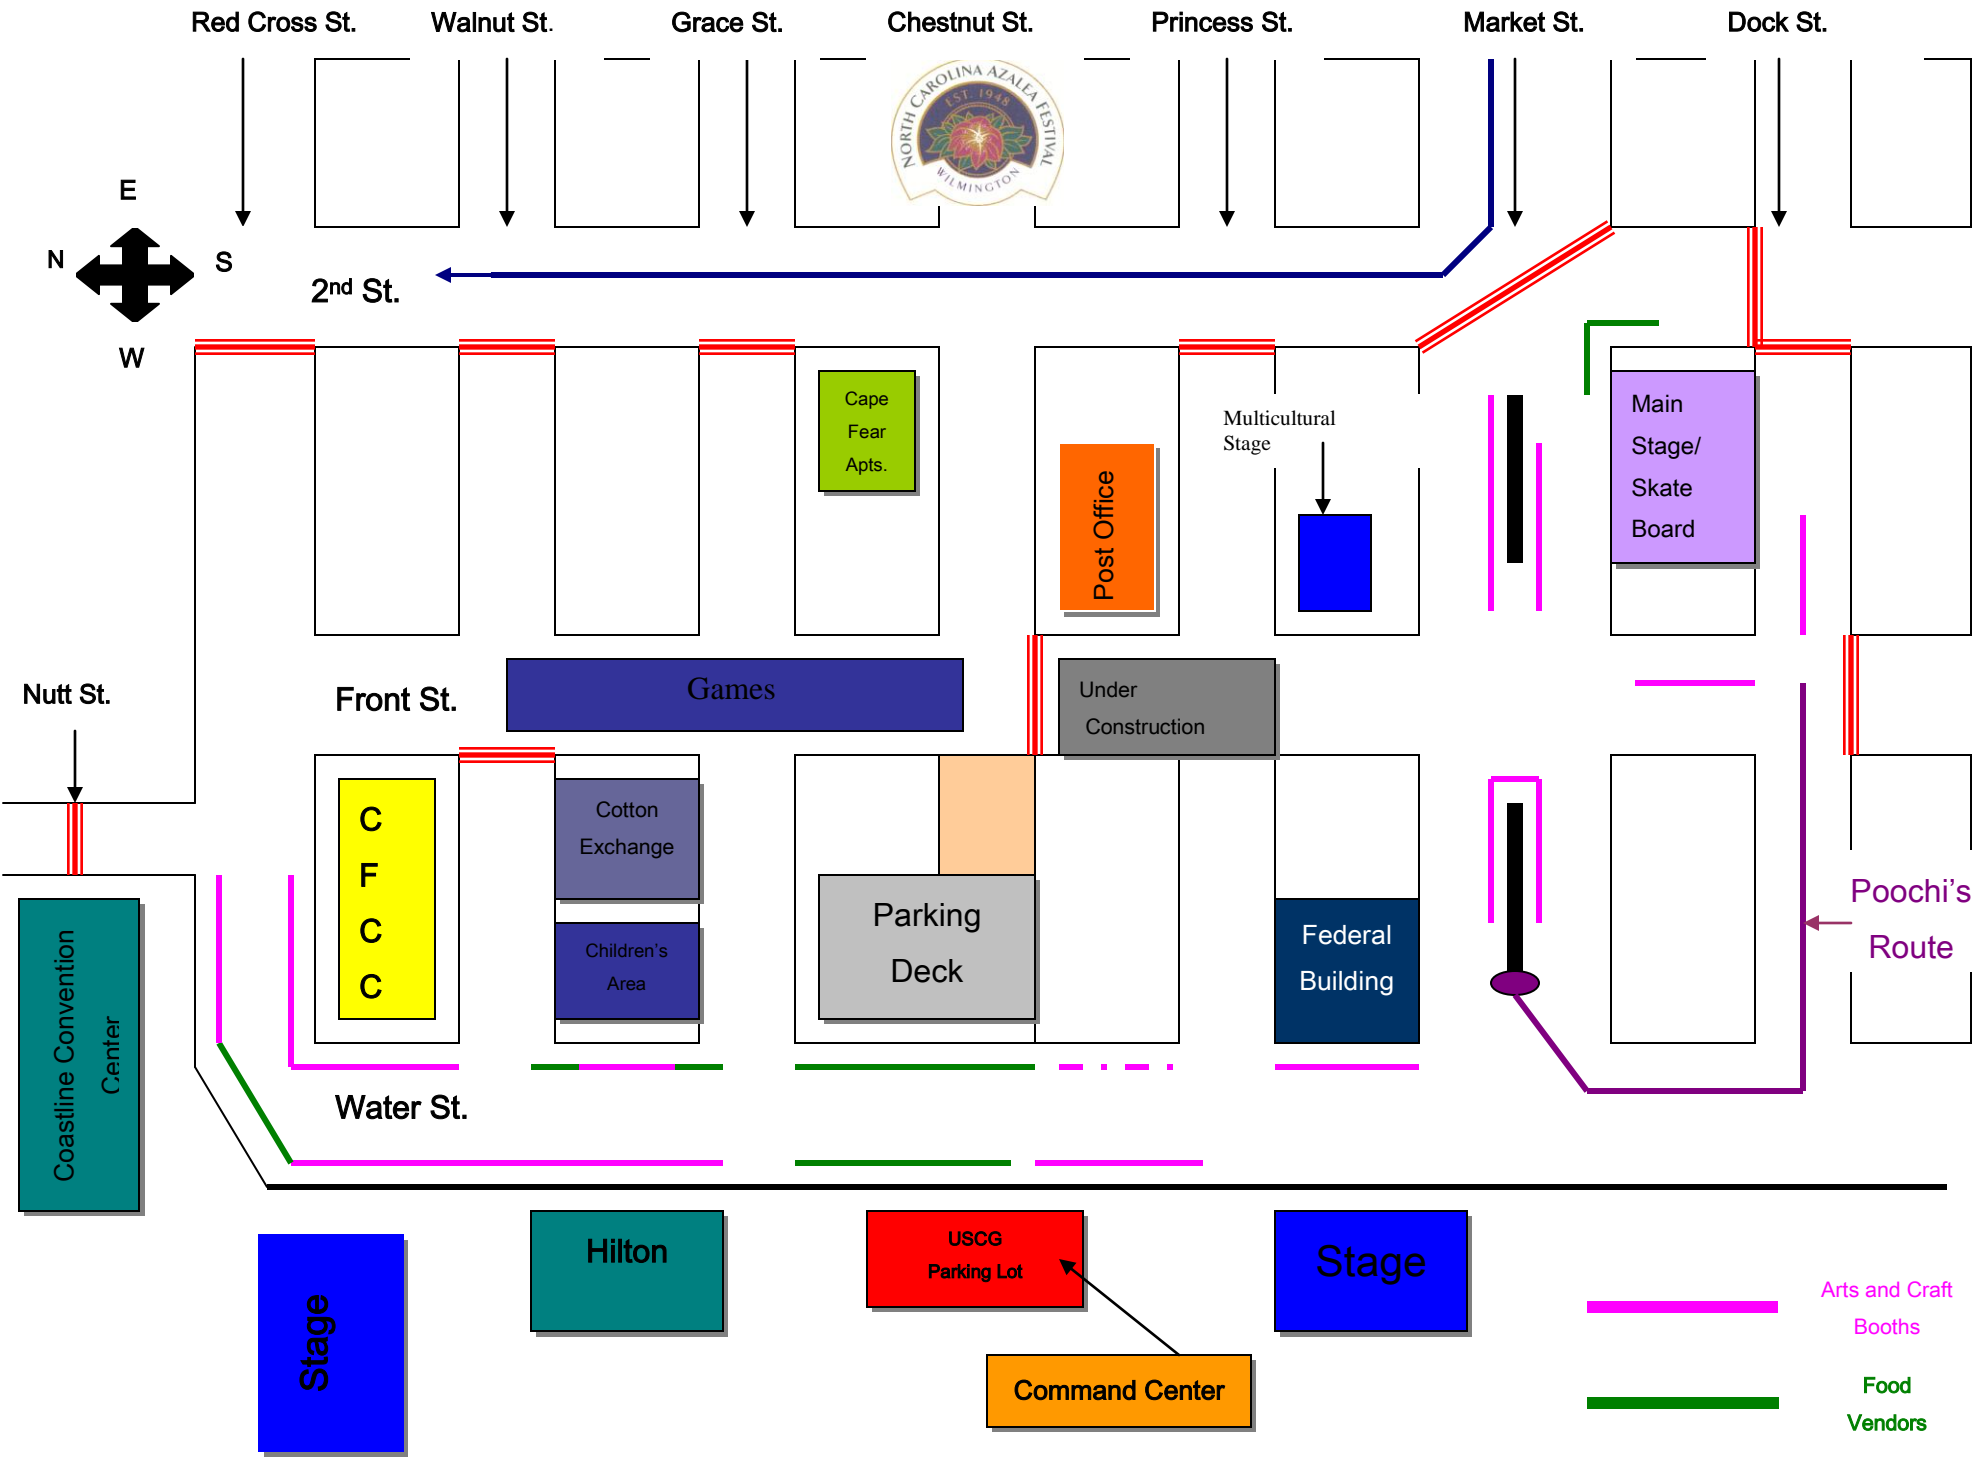 Red Cross St.
Walnut St.
Grace St.
Chestnut St.
Princess St.
Market St.
Dock St.
NORTH CAROLINA AZALEA FESTIVAL
EST. 1948
WILMINGTON
E
N
S
W
2nd St.
Cape
Fear
Apts.
Post Office
Multicultural
Stage
Main
Stage/
Skate
Board
Nutt St.
Front St.
Games
Under
Construction
C
F
C
C
Cotton
Exchange
Children's
Area
Parking
Deck
Federal
Building
Poochi's
Route
Coastline Convention
Center
Water St.
Stage
Hilton
USCG
Parking Lot
Stage
Command Center
Arts and Craft
Booths
Food
Vendors